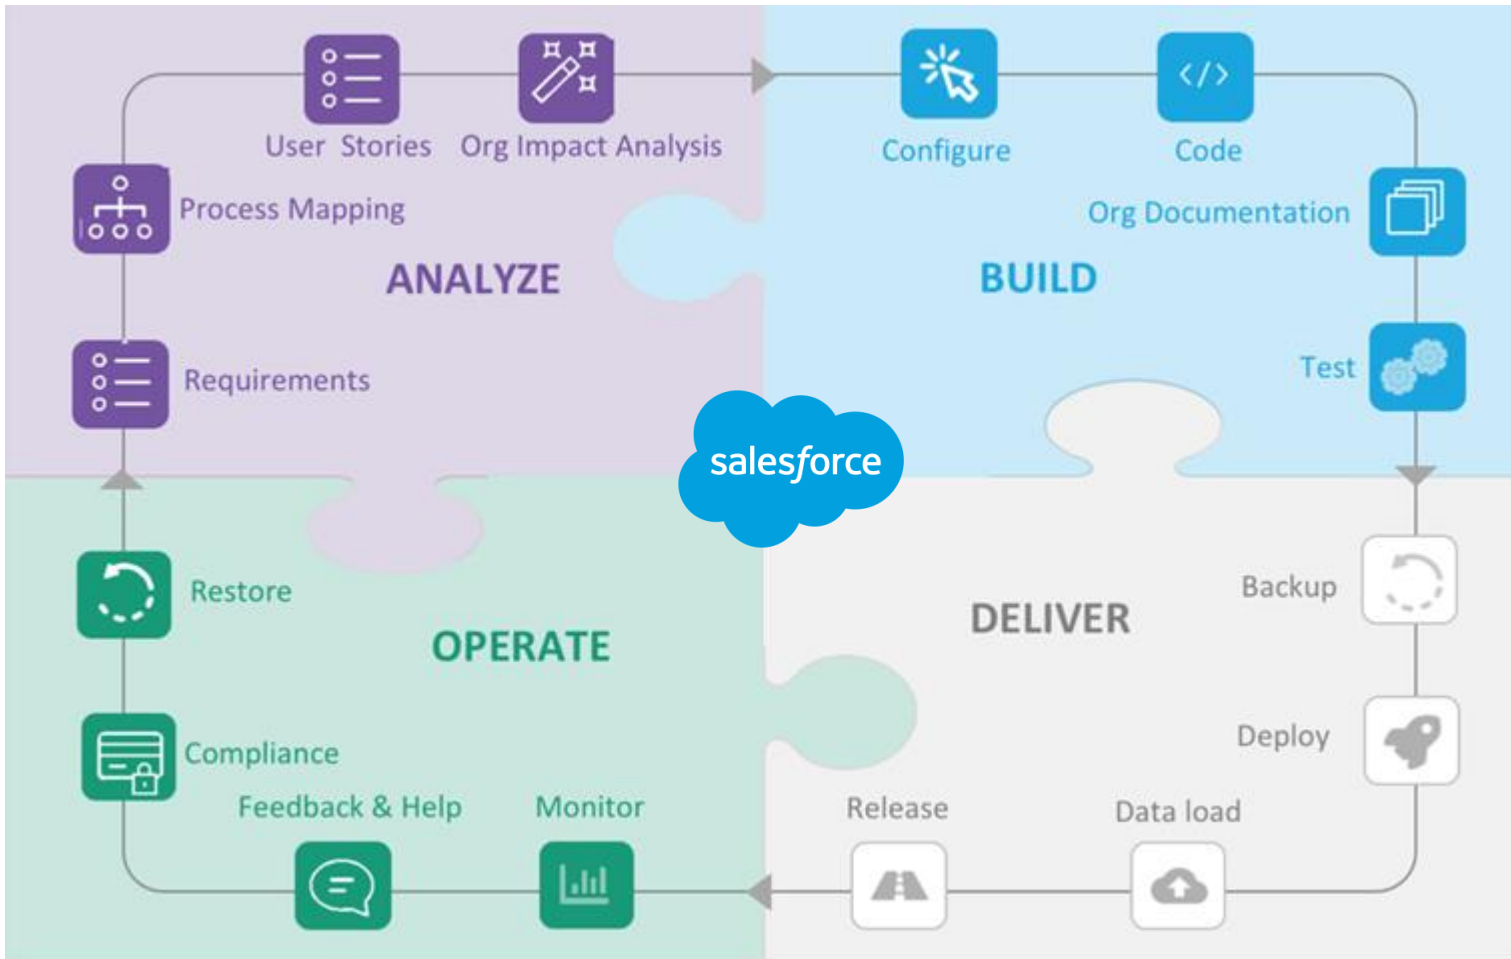 User Stories
Org Impact Analysis
Process Mapping
ANALYZE
Requirements
Configure
</>
Code
Org Documentation
BUILD
Test
salesforce
Backup
DELIVER
Deploy
Data load
Release
Restore
OPERATE
Compliance
Feedback & Help
Monitor